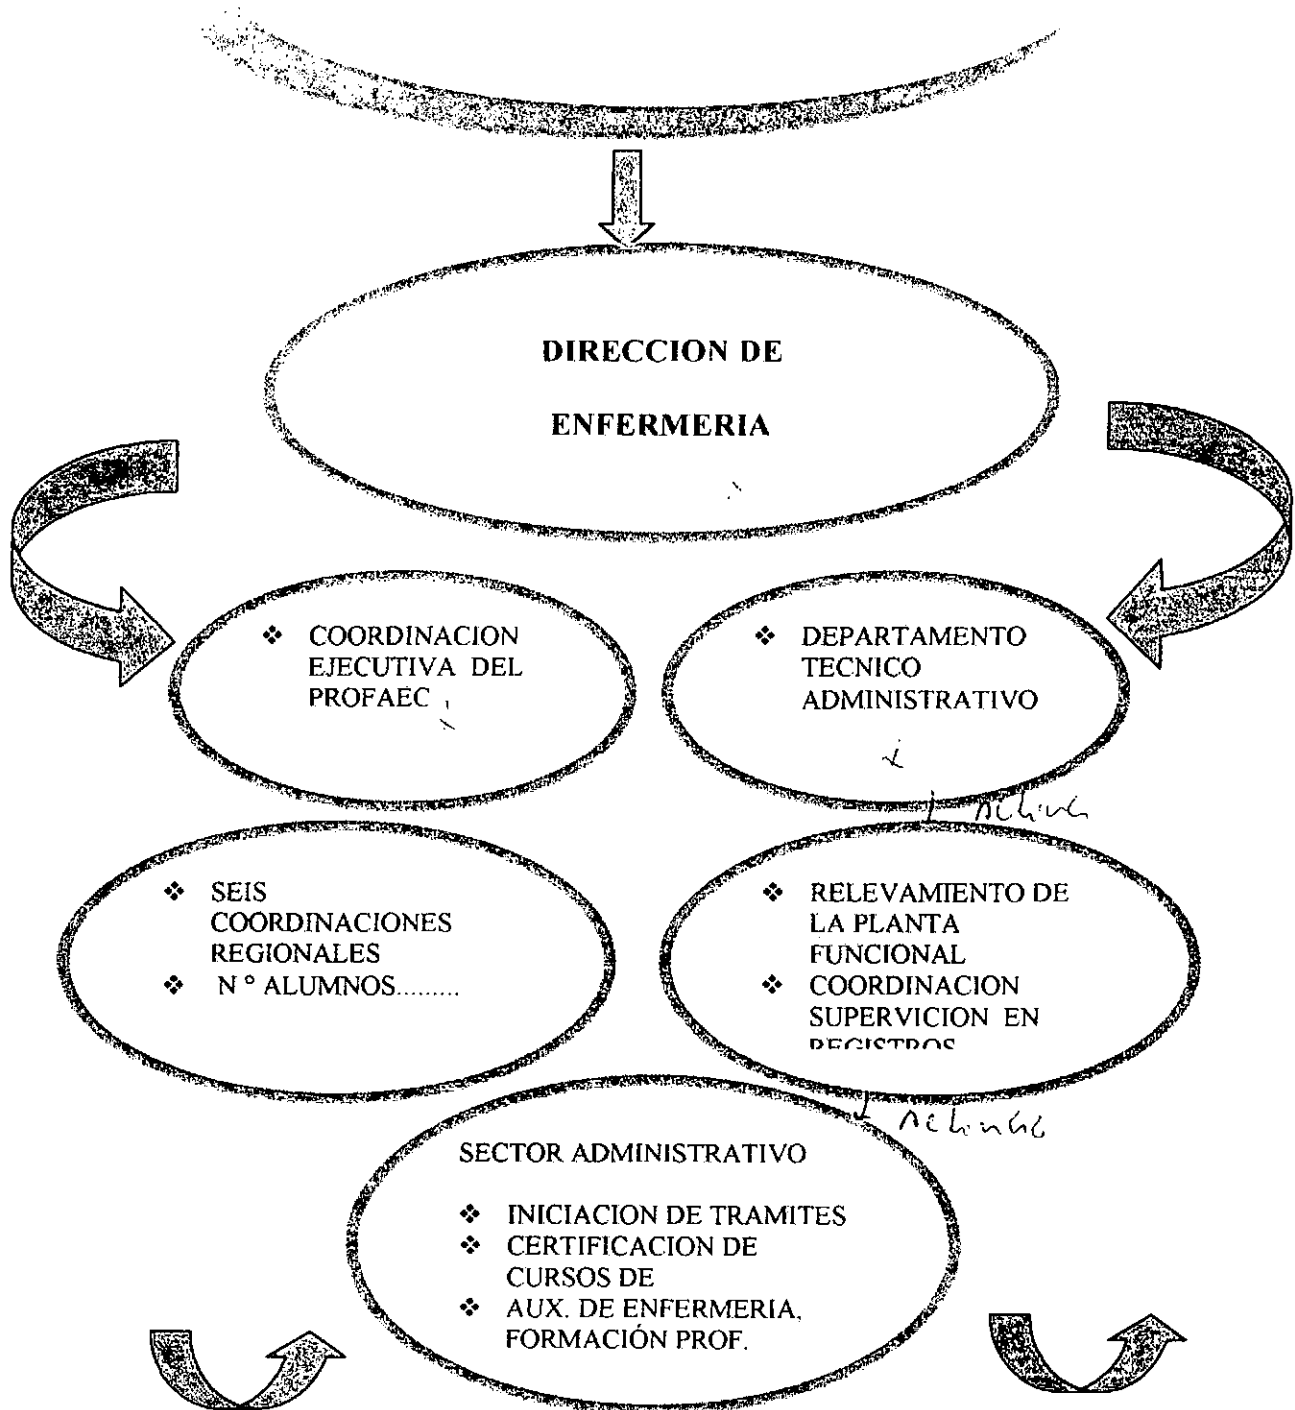 DIRECCION DE
ENFERMERIA
❖ COORDINACION
EJECUTIVA DEL
PROFAEC
❖ DEPARTAMENTO
TECNICO
ADMINISTRATIVO
❖ SEIS
COORDINACIONES
REGIONALES
❖ N º ALUMNOS.........
❖ RELEVAMIENTO DE
LA PLANTA
FUNCIONAL
❖ COORDINACION
SUPERVICION EN
REGISTROS
SECTOR ADMINISTRATIVO
❖ INICIACION DE TRAMITES
❖ CERTIFICACION DE
CURSOS DE
❖ AUX. DE ENFERMERIA,
FORMACIÓN PROF.